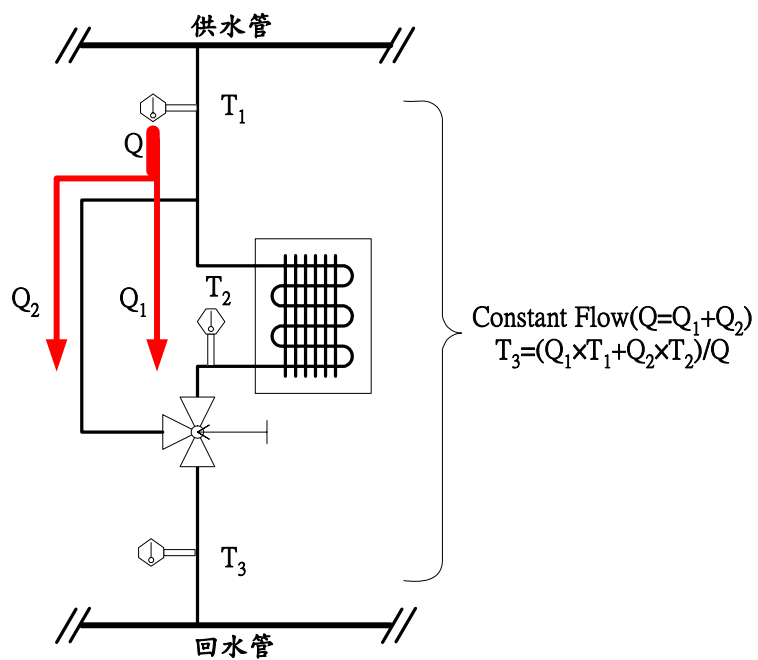 供水管
T₁
Q
T₂
Q₂
Q₁
Constant Flow(Q=Q₁+Q₂)
T₃=(Q₁×T₁+Q₂×T₂)/Q
T₃
回水管